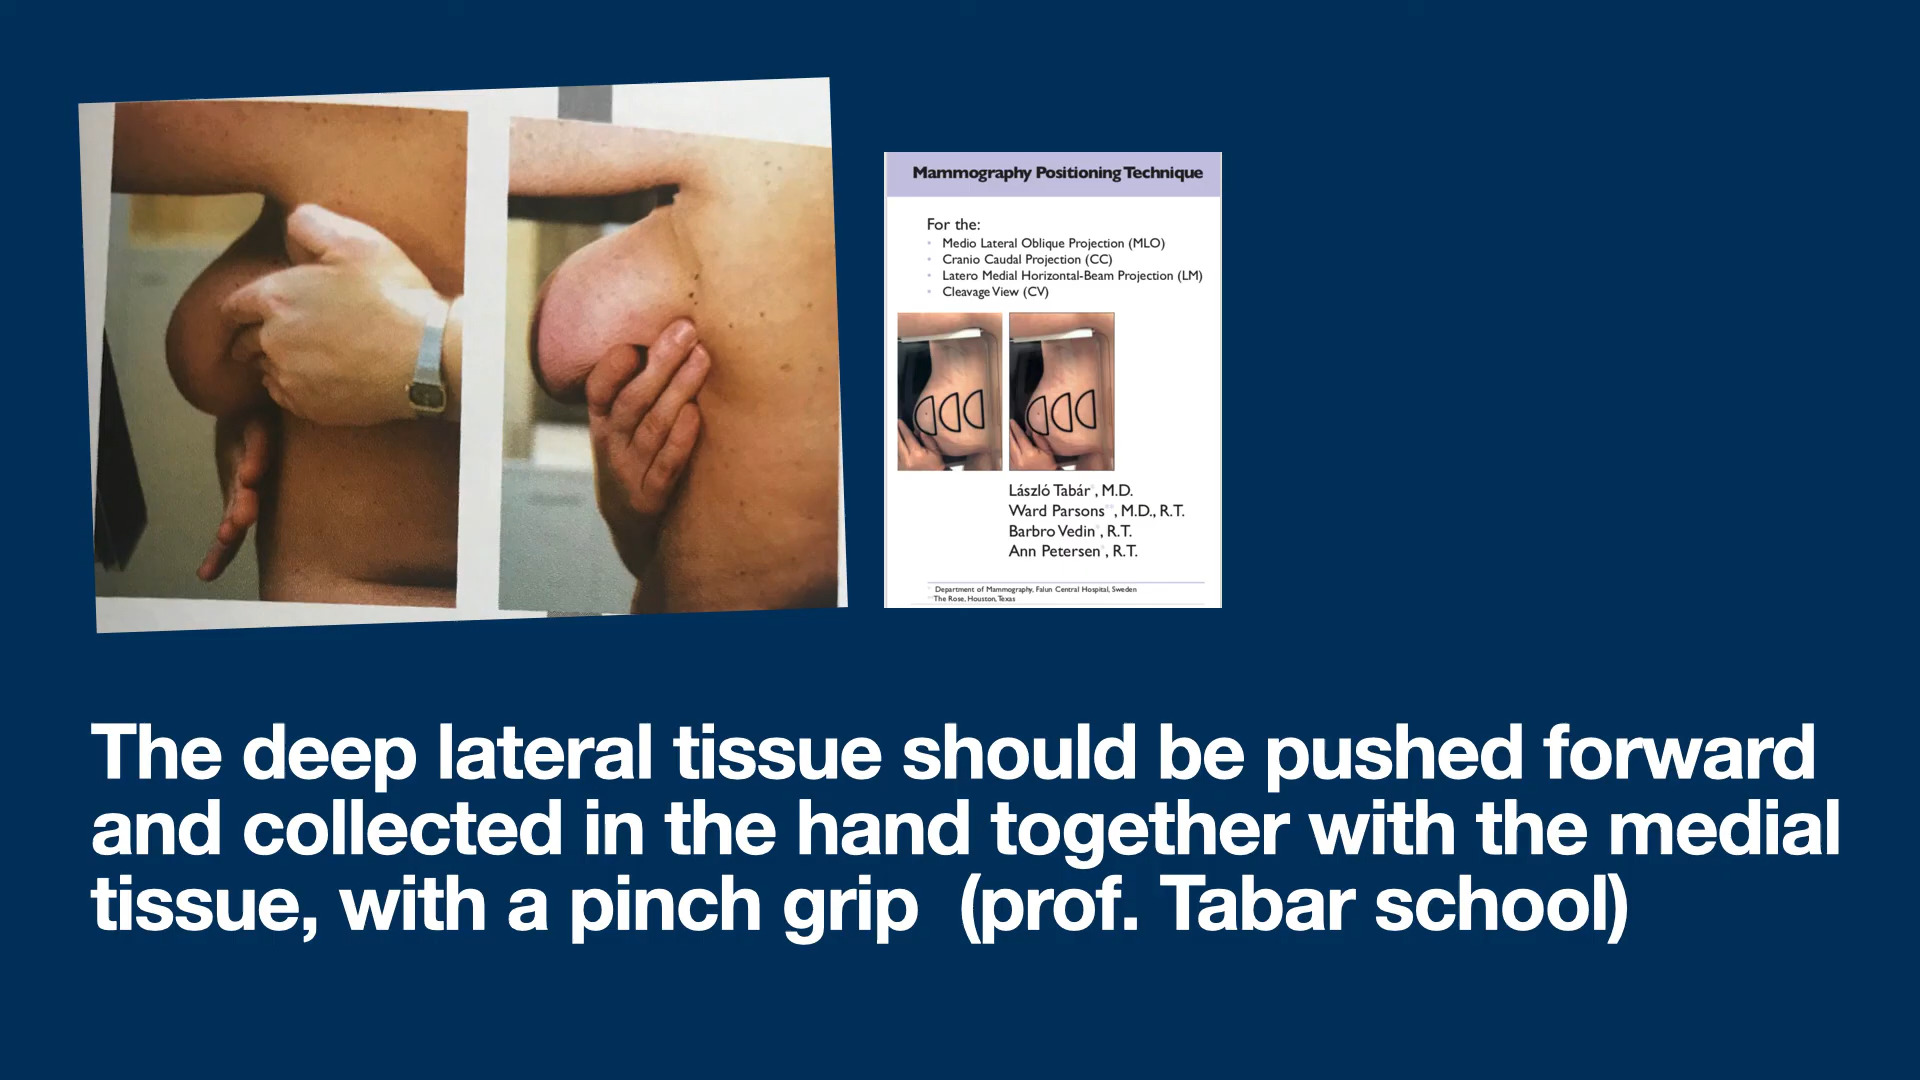 Mammography Positioning Technique
For the:
• Medio Lateral Oblique Projection (MLO)
• Cranio Caudal Projection (CC)
• Latero Medial Horizontal-Beam Projection (LM)
• Cleavage View (CV)
László Tabár*, M.D.
Ward Parsons**, M.D., R.T.
Barbro Vedin*, R.T.
Ann Petersen*, R.T.
Department of Mammography, Falun Central Hospital, Sweden
The Rose, Houston, Texas
The deep lateral tissue should be pushed forward
and collected in the hand together with the medial
tissue, with a pinch grip (prof. Tabar school)